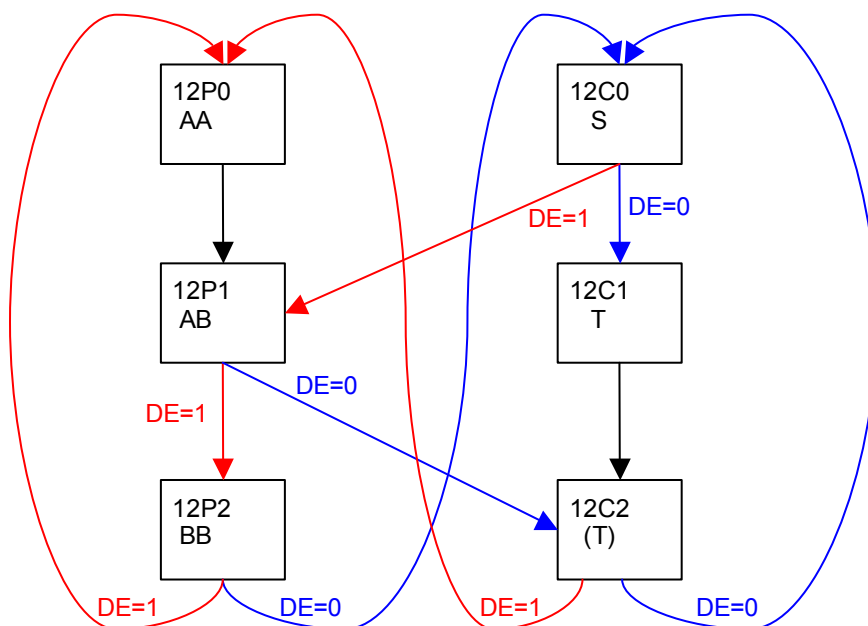 12P0
AA
12C0
S
DE=1
DE=0
12P1
AB
12C1
T
DE=0
DE=1
12P2
BB
12C2
(T)
DE=1
DE=0
DE=1
DE=0